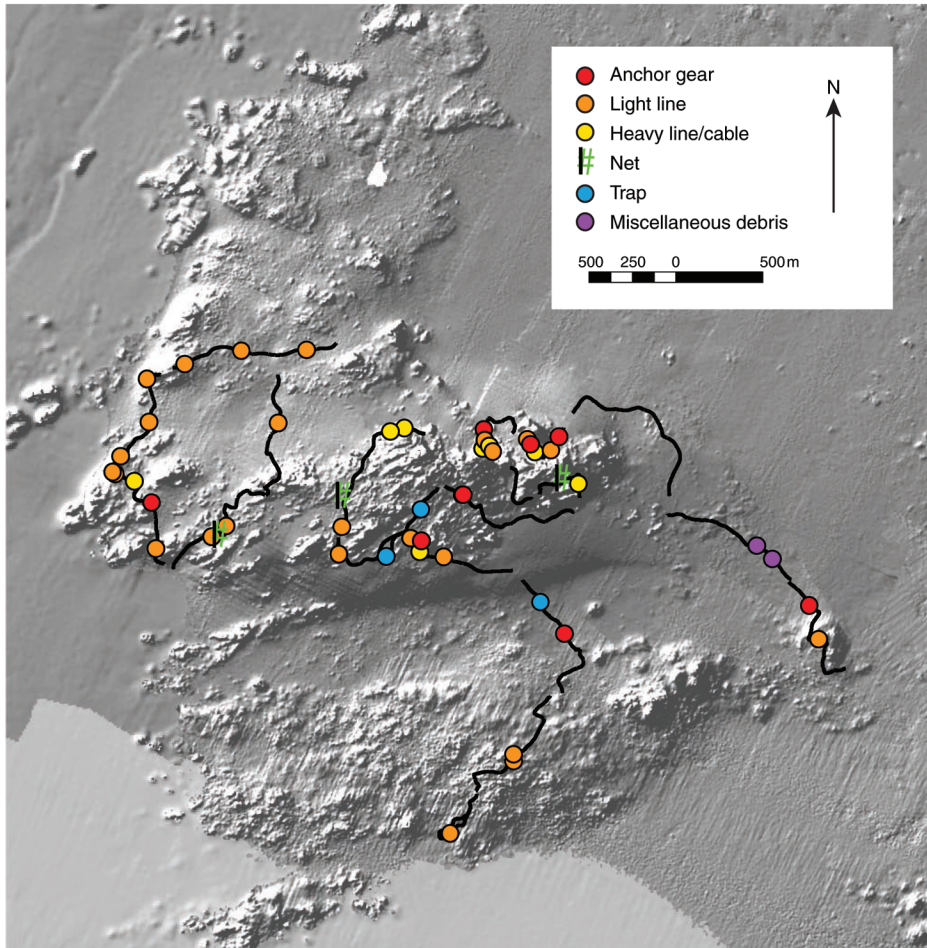 Anchor gear
Light line
Heavy line/cable
Net
Trap
Miscellaneous debris
N
500 250 0 500 m